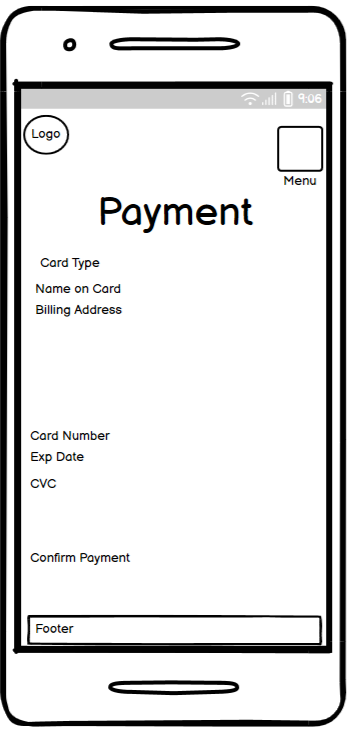 9:06
Logo
Menu
Payment
Card Type
Name on Card
Billing Address
Card Number
Exp Date
CVC
Confirm Payment
Footer